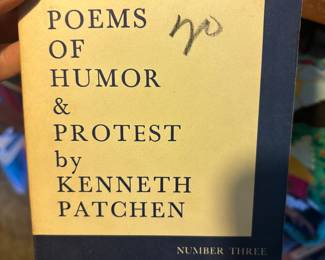 POEMS
OF
HUMOR
&
PROTEST
by
KENNETH
PATCHEN
NUMBER THREE